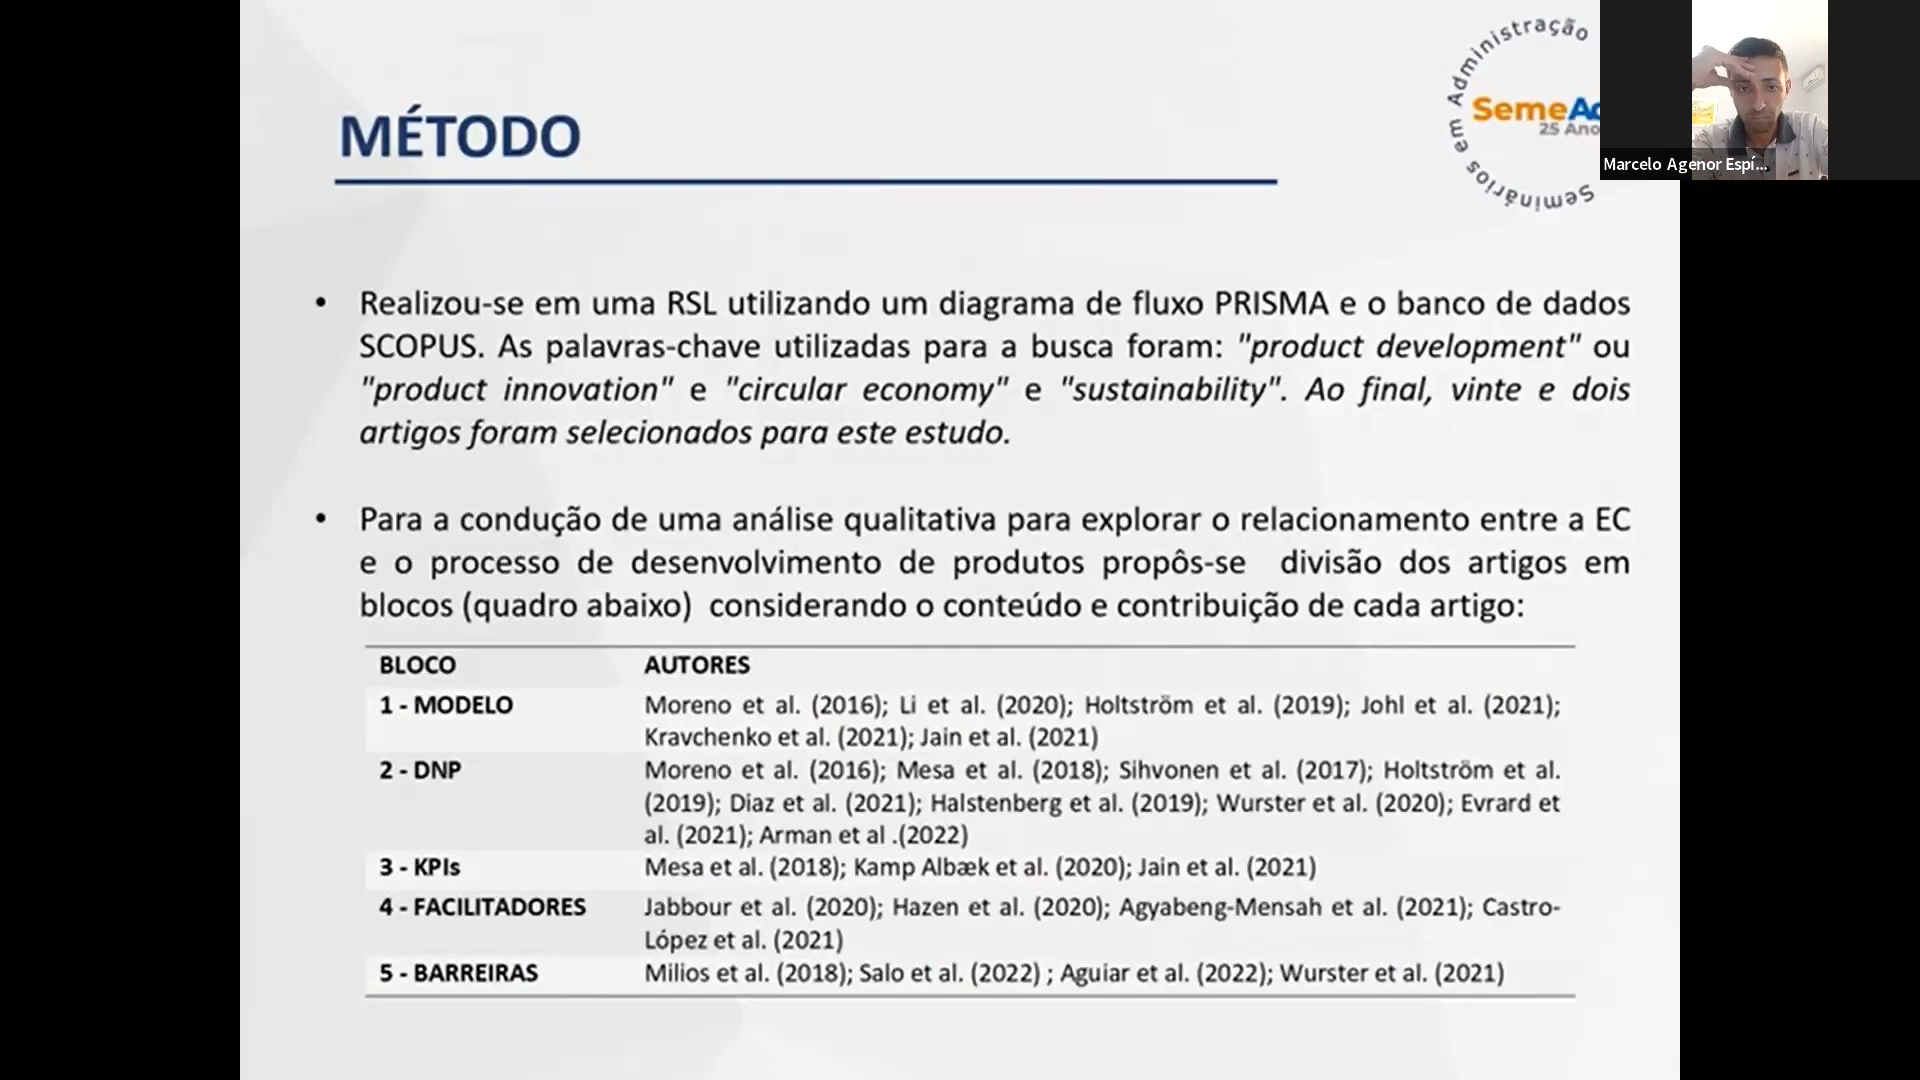 Seminários em Administração
SemeA
25 Ano
Marcelo Agenor Espí...
MÉTODO
• Realizou-se em uma RSL utilizando um diagrama de fluxo PRISMA e o banco de dados
SCOPUS. As palavras-chave utilizadas para a busca foram: "product development" ou
"product innovation" e "circular economy" e "sustainability". Ao final, vinte e dois
artigos foram selecionados para este estudo.
• Para a condução de uma análise qualitativa para explorar o relacionamento entre a EC
e o processo de desenvolvimento de produtos propôs-se divisão dos artigos em
blocos (quadro abaixo) considerando o conteúdo e contribuição de cada artigo:
BLOCO AUTORES
1 - MODELO Moreno et al. (2016); Li et al. (2020); Holtström et al. (2019); Johl et al. (2021);
Kravchenko et al. (2021); Jain et al. (2021)
2 - DNP Moreno et al. (2016); Mesa et al. (2018); Sihvonen et al. (2017); Holtström et al.
(2019); Diaz et al. (2021); Halstenberg et al. (2019); Wurster et al. (2020); Evrard et
al. (2021); Arman et al .(2022)
3 - KPIs Mesa et al. (2018); Kamp Albæk et al. (2020); Jain et al. (2021)
4 - FACILITADORES Jabbour et al. (2020); Hazen et al. (2020); Agyabeng-Mensah et al. (2021); Castro-
López et al. (2021)
5 - BARREIRAS Milios et al. (2018); Salo et al. (2022) ; Aguiar et al. (2022); Wurster et al. (2021)